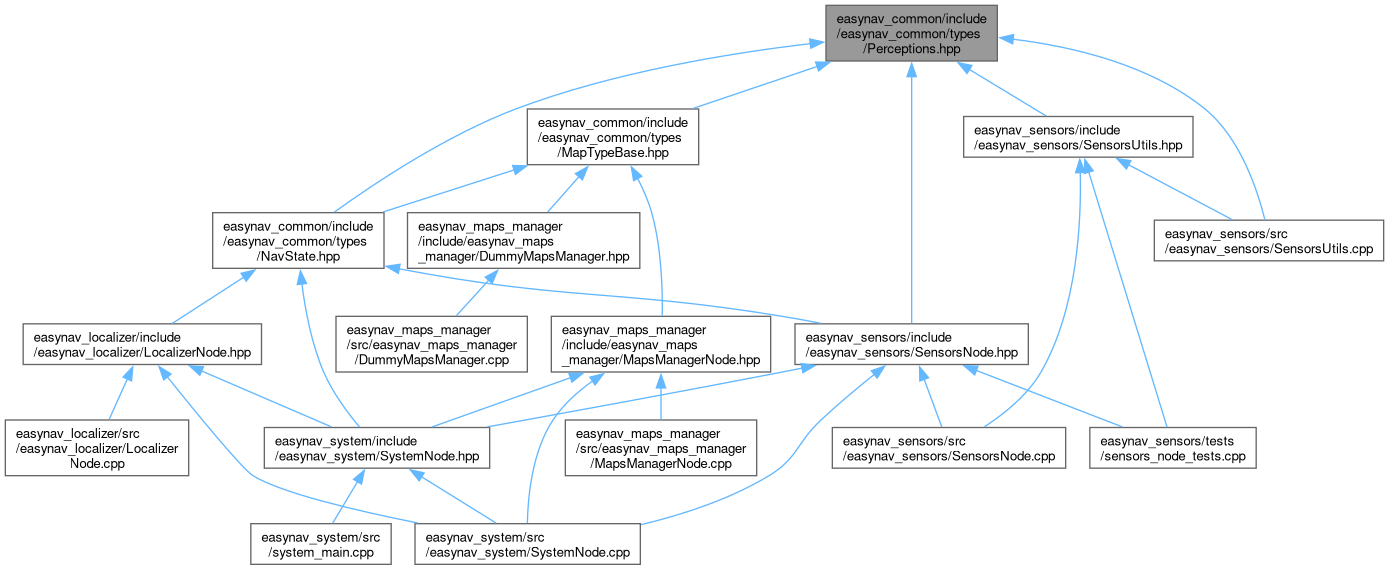 easynav_common/include
/easynav_common/types
/Perceptions.hpp
easynav_common/include
/easynav_common/types
/MapTypeBase.hpp
easynav_sensors/include
/easynav_sensors/SensorsUtils.hpp
easynav_common/include
/easynav_common/types
/NavState.hpp
easynav_maps_manager
/include/easynav_maps
_manager/DummyMapsManager.hpp
easynav_sensors/src
/easynav_sensors/SensorsUtils.cpp
easynav_localizer/include
/easynav_localizer/LocalizerNode.hpp
easynav_maps_manager
/src/easynav_maps_manager
/DummyMapsManager.cpp
easynav_maps_manager
/include/easynav_maps
_manager/MapsManagerNode.hpp
easynav_sensors/include
/easynav_sensors/SensorsNode.hpp
easynav_localizer/src
/easynav_localizer/Localizer
Node.cpp
easynav_system/include
/easynav_system/SystemNode.hpp
easynav_maps_manager
/src/easynav_maps_manager
/MapsManagerNode.cpp
easynav_sensors/src
/easynav_sensors/SensorsNode.cpp
easynav_sensors/tests
/sensors_node_tests.cpp
easynav_system/src
/system_main.cpp
easynav_system/src
/easynav_system/SystemNode.cpp